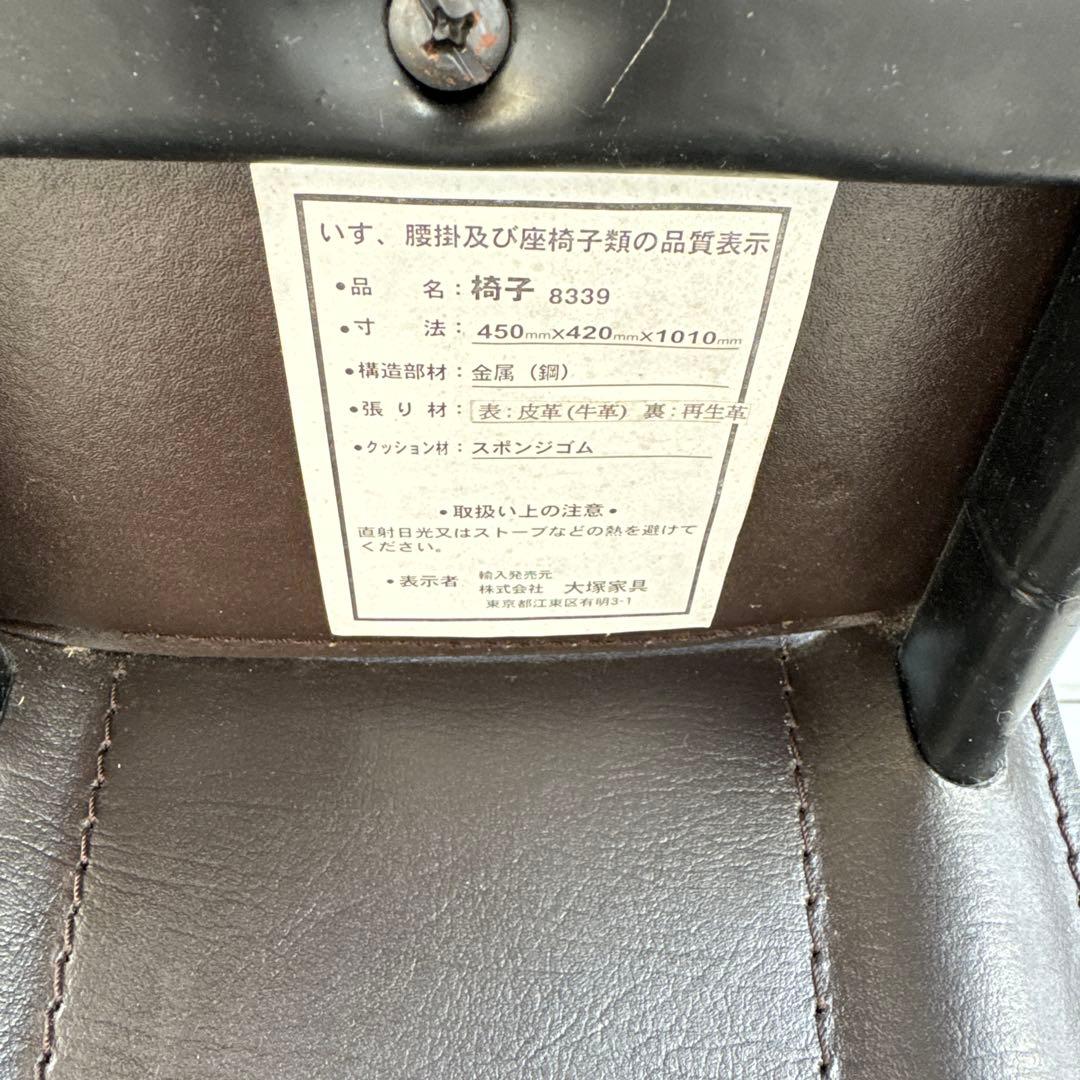 いす、腰掛及び座椅子類の品質表示
•品 名：椅子 8339
•寸 法：450mm×420mm×1010mm
•構造部材：金属（鋼）
•張り材：表：皮革(牛革) 裏：再生革
•クッション材：スポンジゴム
•取扱い上の注意•
直射日光又はストーブなどの熱を避けて
ください。
•表示者 輸入発売元
株式会社 大塚家具
東京都江東区有明3-1